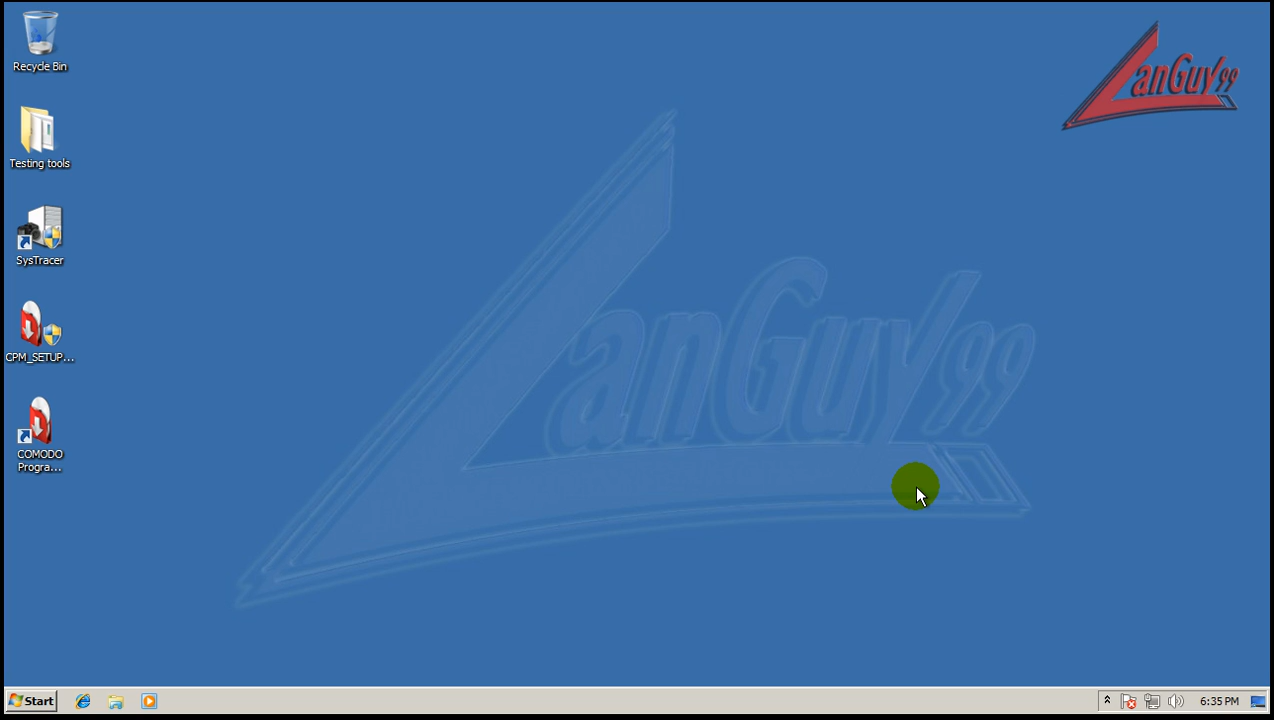 Recycle Bin
LanGuy99
Testing tools
SysTracer
CPM_SETUP...
COMODO
Progra...
LanGuy99
Start
6:35 PM